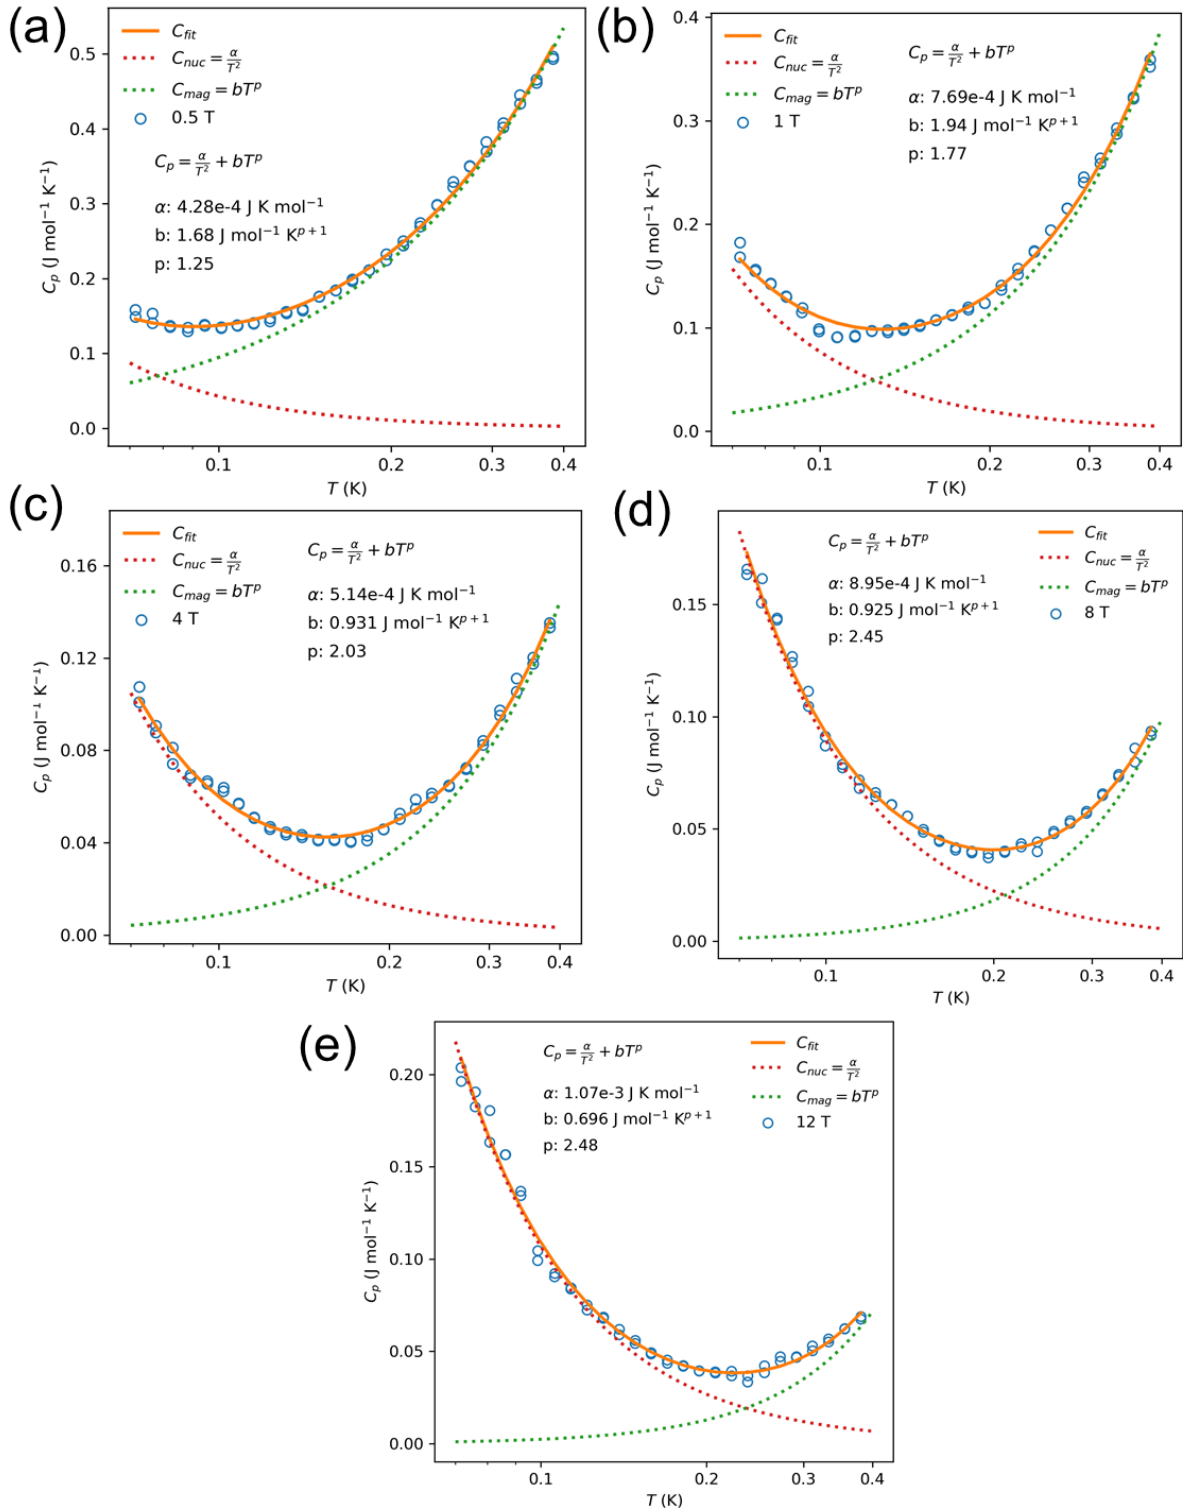 (a)
C_fit
C_nuc = α/T²
C_mag = bT^p
0.5 T
C_p = α/T² + bT^p
α: 4.28e-4 J K mol⁻¹
b: 1.68 J mol⁻¹ K^{p+1}
p: 1.25
C_p (J mol⁻¹ K⁻¹)
0.5
0.4
0.3
0.2
0.1
0.0
0.1 0.2 0.3 0.4
T (K)
(b)
C_fit
C_nuc = α/T²
C_mag = bT^p
1 T
C_p = α/T² + bT^p
α: 7.69e-4 J K mol⁻¹
b: 1.94 J mol⁻¹ K^{p+1}
p: 1.77
C_p (J mol⁻¹ K⁻¹)
0.4
0.3
0.2
0.1
0.0
0.1 0.2 0.3 0.4
T (K)
(c)
C_fit
C_nuc = α/T²
C_mag = bT^p
4 T
C_p = α/T² + bT^p
α: 5.14e-4 J K mol⁻¹
b: 0.931 J mol⁻¹ K^{p+1}
p: 2.03
C_p (J mol⁻¹ K⁻¹)
0.16
0.12
0.08
0.04
0.00
0.1 0.2 0.3 0.4
T (K)
(d)
C_p = α/T² + bT^p
α: 8.95e-4 J K mol⁻¹
b: 0.925 J mol⁻¹ K^{p+1}
p: 2.45
C_fit
C_nuc = α/T²
C_mag = bT^p
8 T
C_p (J mol⁻¹ K⁻¹)
0.15
0.10
0.05
0.00
0.1 0.2 0.3 0.4
T (K)
(e)
C_p = α/T² + bT^p
α: 1.07e-3 J K mol⁻¹
b: 0.696 J mol⁻¹ K^{p+1}
p: 2.48
C_fit
C_nuc = α/T²
C_mag = bT^p
12 T
C_p (J mol⁻¹ K⁻¹)
0.20
0.15
0.10
0.05
0.00
0.1 0.2 0.3 0.4
T (K)